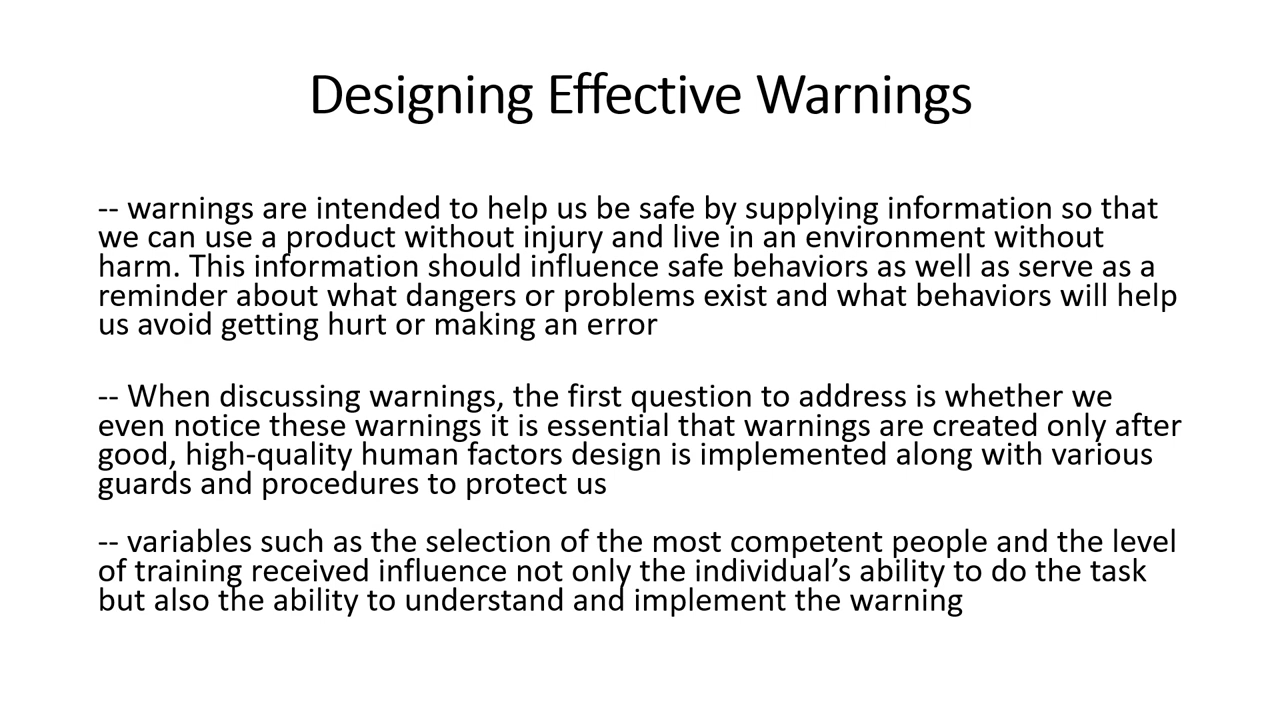 Designing Effective Warnings
-- warnings are intended to help us be safe by supplying information so that
we can use a product without injury and live in an environment without
harm. This information should influence safe behaviors as well as serve as a
reminder about what dangers or problems exist and what behaviors will help
us avoid getting hurt or making an error
-- When discussing warnings, the first question to address is whether we
even notice these warnings it is essential that warnings are created only after
good, high-quality human factors design is implemented along with various
guards and procedures to protect us
-- variables such as the selection of the most competent people and the level
of training received influence not only the individual’s ability to do the task
but also the ability to understand and implement the warning